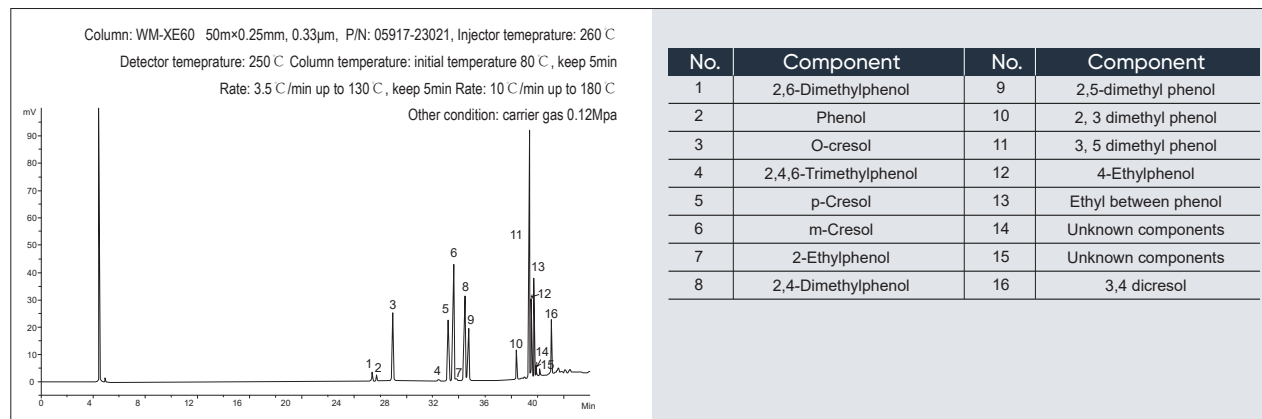 Column: WM-XE60 50m×0.25mm, 0.33μm, P/N: 05917-23021, Injector temeprature: 260℃
Detector temeprature: 250℃ Column temperature: initial temperature 80℃, keep 5min
Rate: 3.5℃/min up to 130℃, keep 5min Rate: 10℃/min up to 180℃
Other condition: carrier gas 0.12Mpa
mV
90
80
70
60
50
40
30
20
10
0
0 4 8 12 16 20 24 28 32 36 40 Min
1
2
3
4
5
6
7
8
9
10
11
12
13
14
15
16
No. Component No. Component
1 2,6-Dimethylphenol 9 2,5-dimethyl phenol
2 Phenol 10 2, 3 dimethyl phenol
3 O-cresol 11 3, 5 dimethyl phenol
4 2,4,6-Trimethylphenol 12 4-Ethylphenol
5 p-Cresol 13 Ethyl between phenol
6 m-Cresol 14 Unknown components
7 2-Ethylphenol 15 Unknown components
8 2,4-Dimethylphenol 16 3,4 dicresol